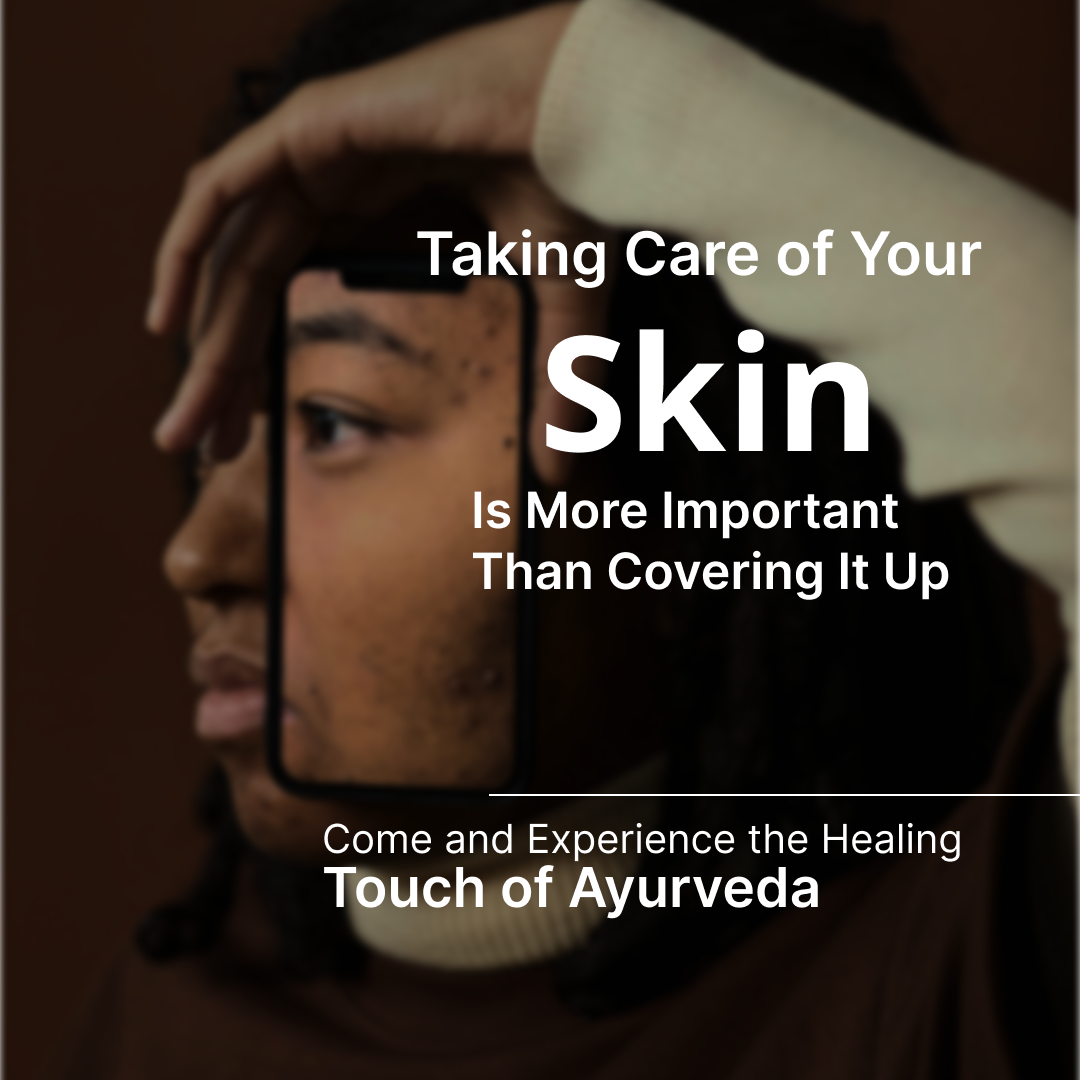 Taking Care of Your
Skin
Is More Important
Than Covering It Up
Come and Experience the Healing
Touch of Ayurveda